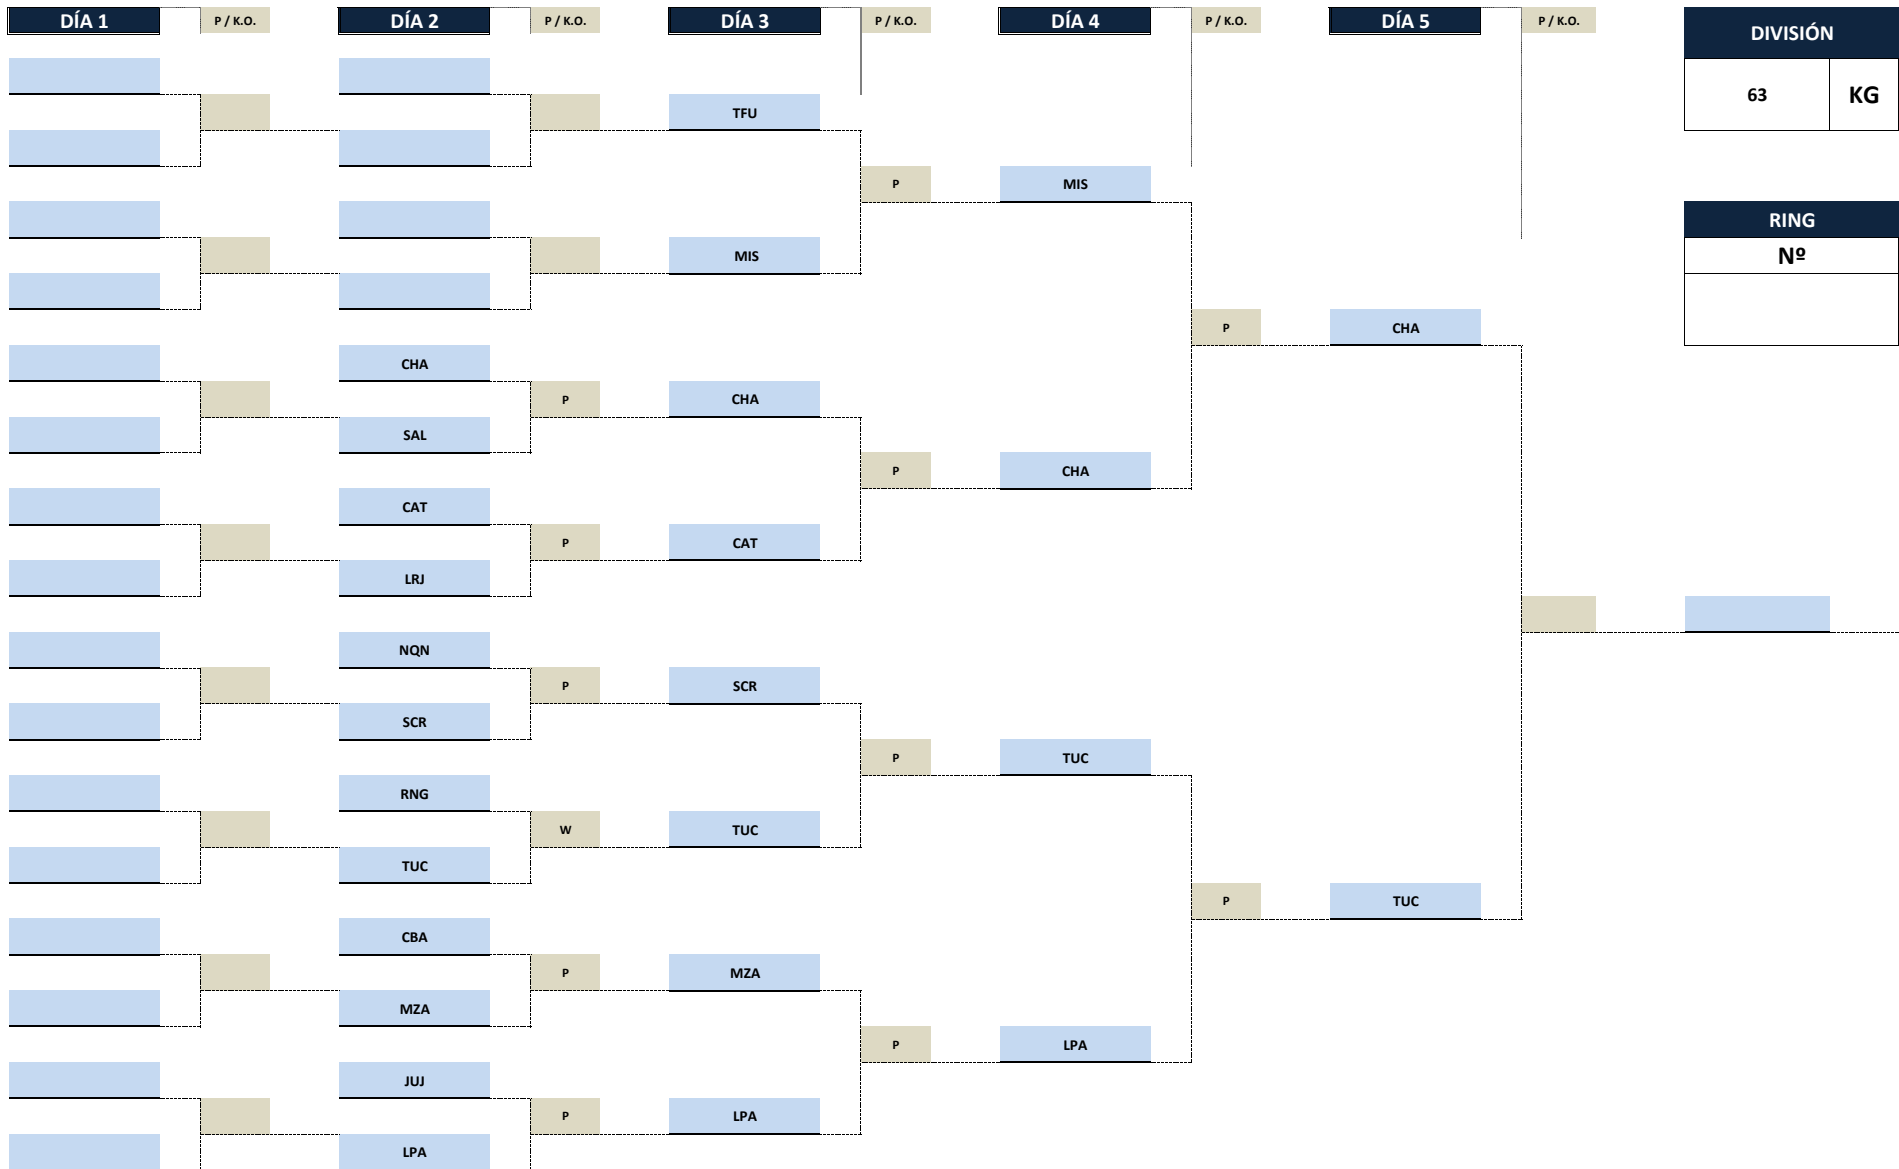 DÍA 1 P / K.O. DÍA 2 P / K.O. DÍA 3 P / K.O. DÍA 4 P / K.O. DÍA 5 P / K.O.
DIVISIÓN
63 KG
TFU
P MIS
RING
MIS
Nº
P CHA
CHA
P CHA
SAL
P CHA
CAT
P CAT
LRJ
NQN
P SCR
SCR
P TUC
RNG
W TUC
TUC
P TUC
CBA
P MZA
MZA
P LPA
JUJ
P LPA
LPA